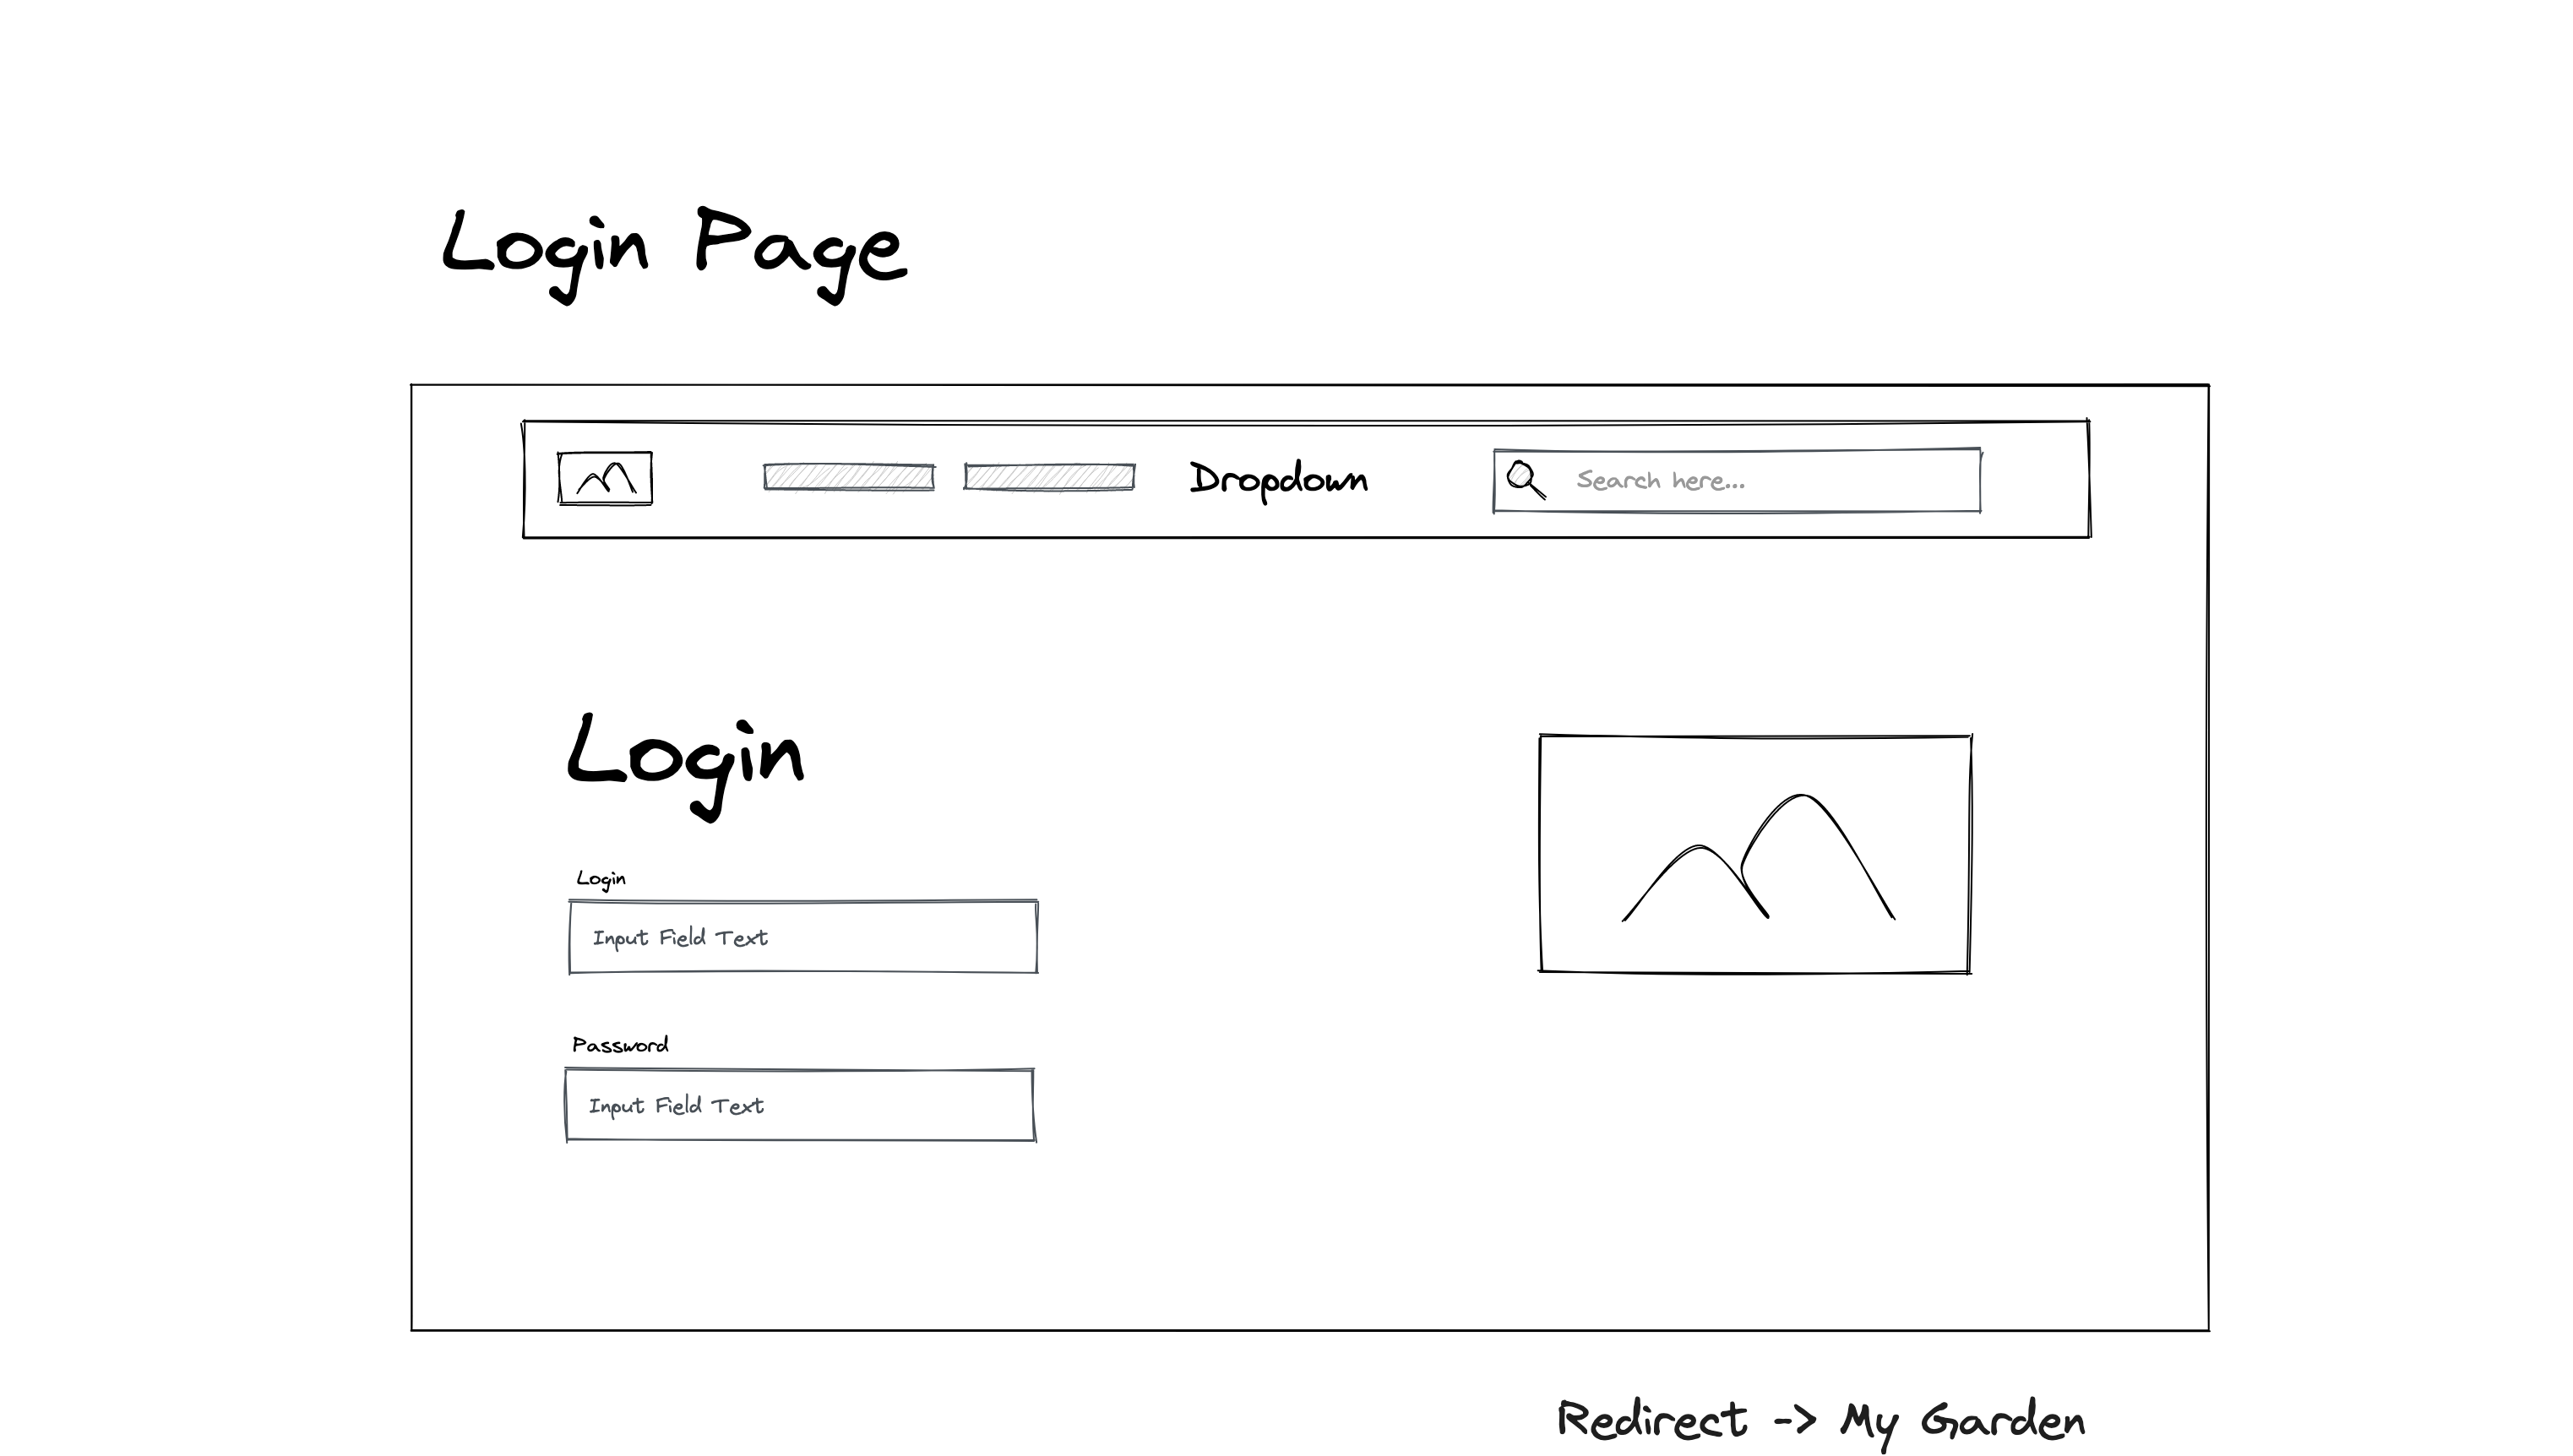 Login Page
Dropdown
Search here...
Login
Login
Input Field Text
Password
Input Field Text
Redirect -> My Garden